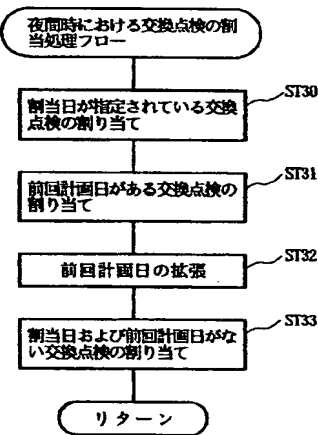 夜間時における交換点検の割
当処理フロー
ST30
割当日が指定されている交換
点検の割り当て
ST31
前回計画日がある交換点検の
割り当て
ST32
前回計画日の拡張
ST33
割当日および前回計画日がな
い交換点検の割り当て
リターン